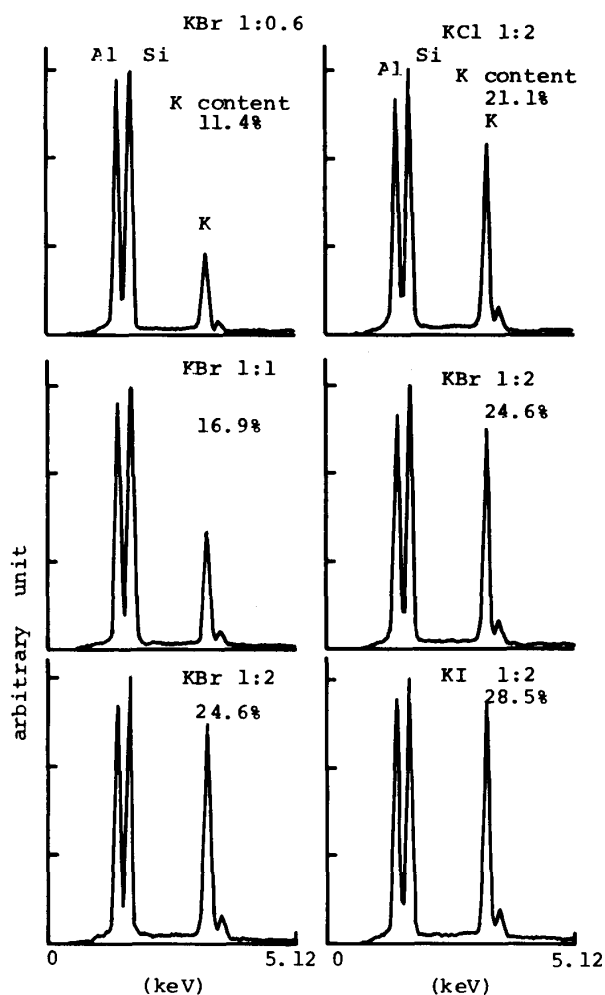 KBr 1:0.6
Al Si
K content
11.4%
K
KCl 1:2
Al Si
K content
21.1%
K
KBr 1:1
16.9%
KBr 1:2
24.6%
KBr 1:2
24.6%
KI 1:2
28.5%
arbitrary unit
0 5.12
(keV)
0 5.12
(keV)